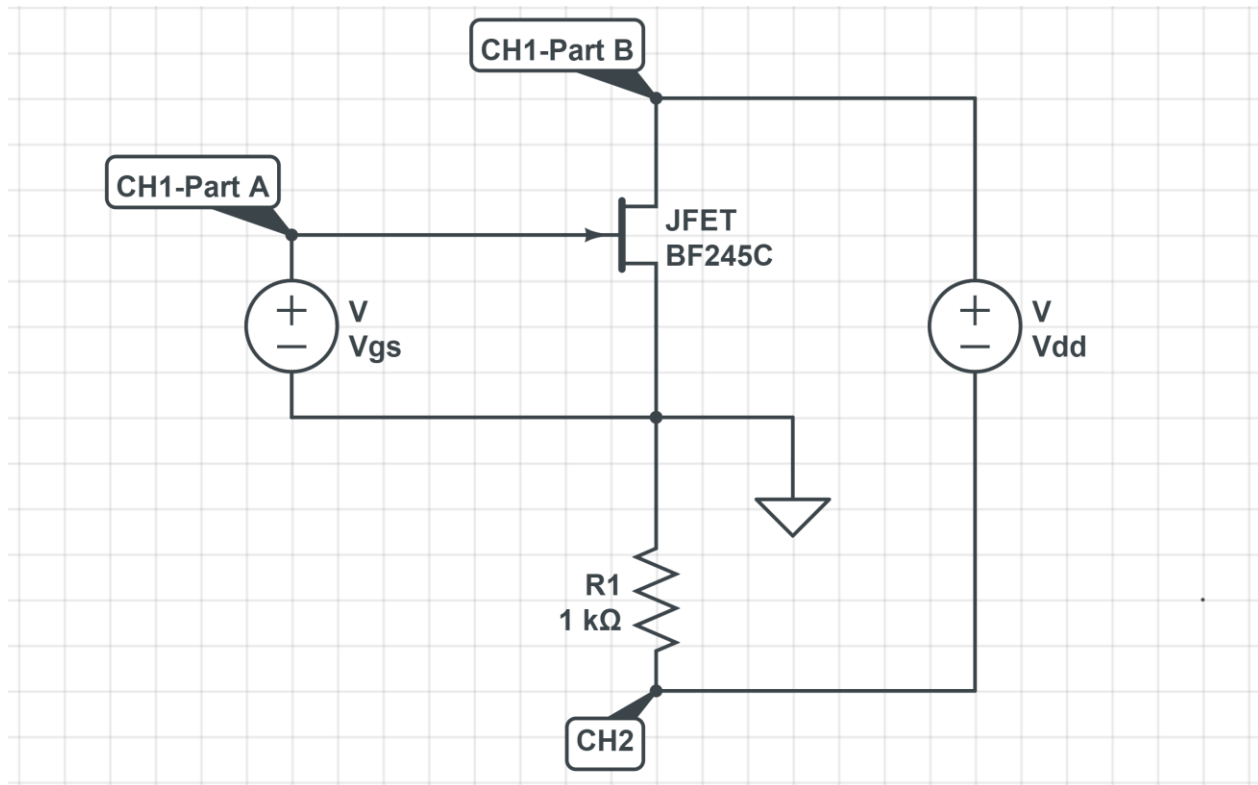 CH1-Part B
CH1-Part A
JFET
BF245C
V
Vgs
V
Vdd
R1
1 kΩ
CH2